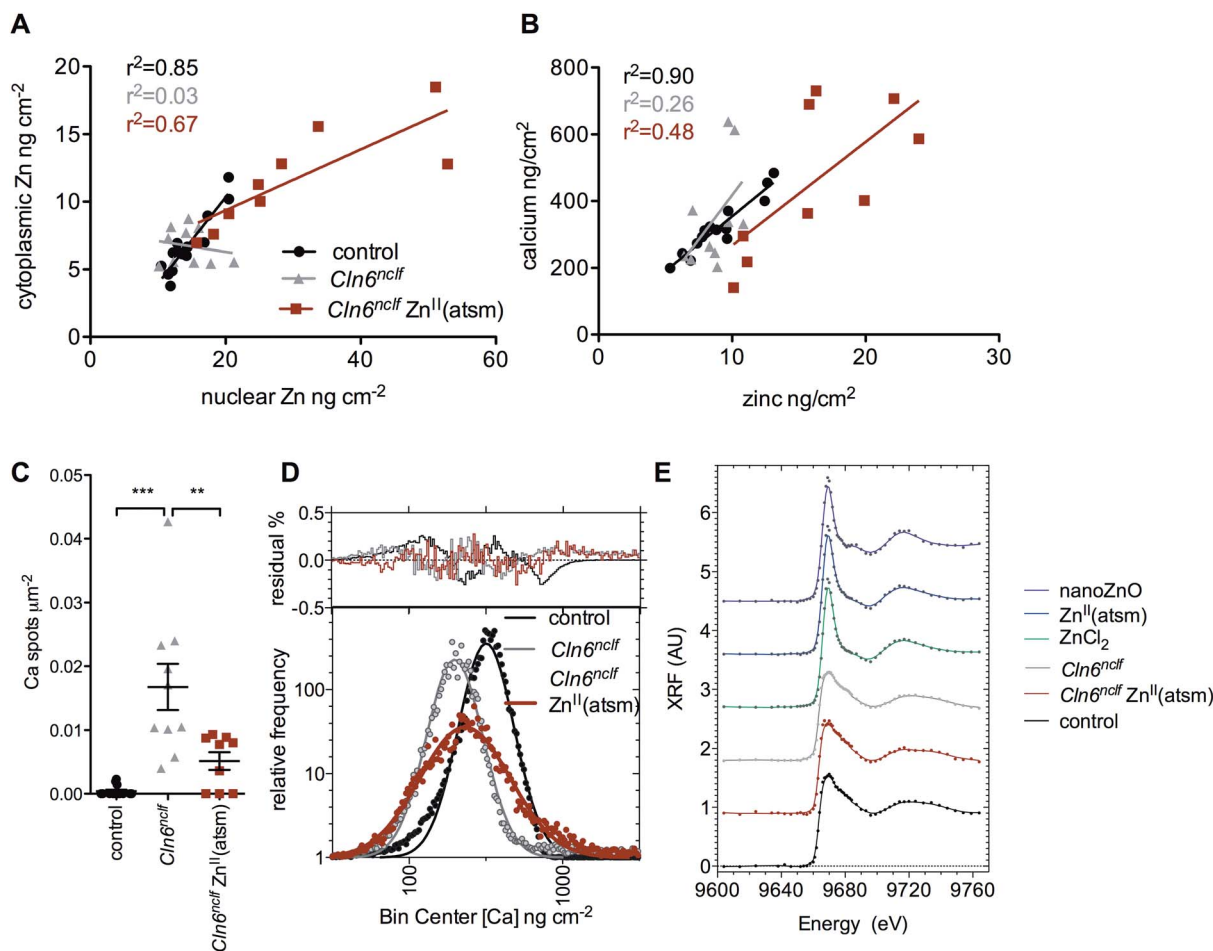 A
r²=0.85
r²=0.03
r²=0.67
cytoplasmic Zn ng cm⁻²
20
15
10
5
0
0
20
40
60
nuclear Zn ng cm⁻²
control
Cln6ⁿᶜˡᶠ
Cln6ⁿᶜˡᶠ Znᴵᴵ(atsm)
B
r²=0.90
r²=0.26
r²=0.48
calcium ng/cm²
800
600
400
200
0
0
10
20
30
zinc ng/cm²
C
Ca spots µm⁻²
0.05
0.04
0.03
0.02
0.01
0.00
***
**
control
Cln6ⁿᶜˡᶠ
Cln6ⁿᶜˡᶠ Znᴵᴵ(atsm)
D
residual %
0.5
0.0
-0.5
relative frequency
100
10
1
control
Cln6ⁿᶜˡᶠ
Cln6ⁿᶜˡᶠ
Znᴵᴵ(atsm)
100
1000
Bin Center [Ca] ng cm⁻²
E
XRF (AU)
6
5
4
3
2
1
0
9600
9640
9680
9720
9760
Energy (eV)
nanoZnO
Znᴵᴵ(atsm)
ZnCl₂
Cln6ⁿᶜˡᶠ
Cln6ⁿᶜˡᶠ Znᴵᴵ(atsm)
control